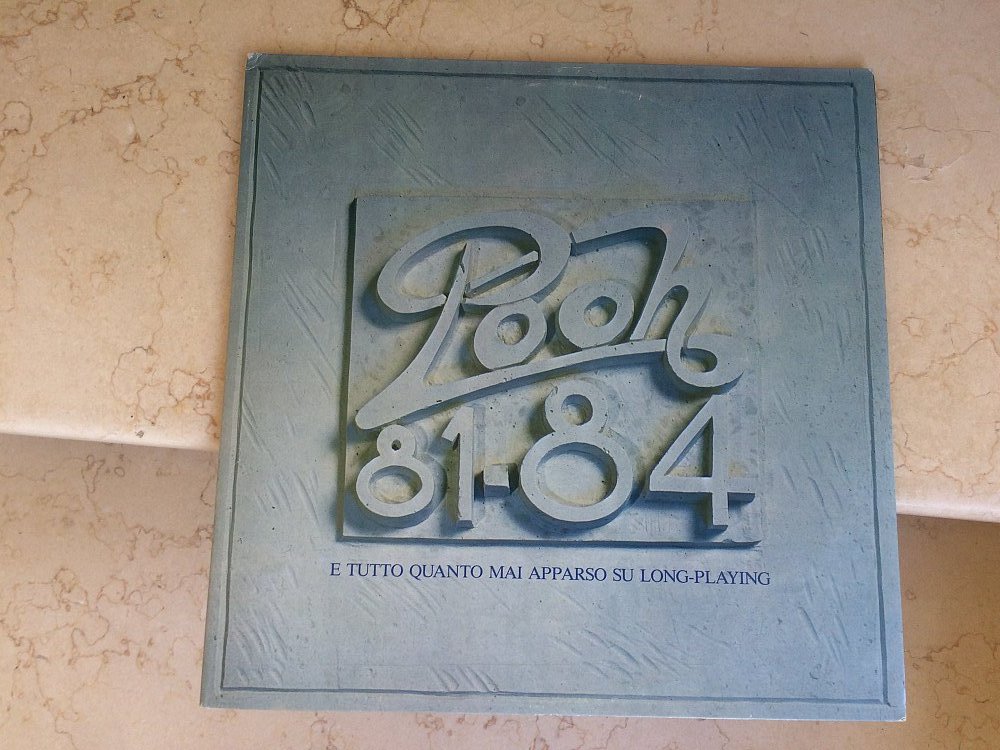 Pooh
81-84
E TUTTO QUANTO MAI APPARSO SU LONG-PLAYING